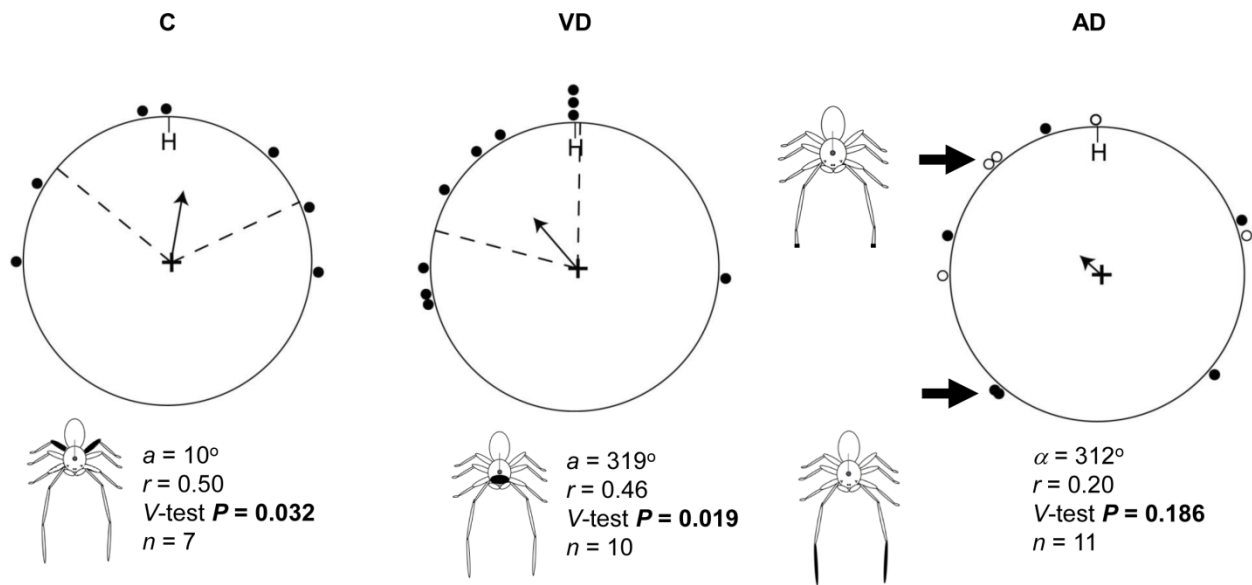 C
VD
AD
H
H
H
a = 10°
r = 0.50
V-test P = 0.032
n = 7
a = 319°
r = 0.46
V-test P = 0.019
n = 10
α = 312°
r = 0.20
V-test P = 0.186
n = 11